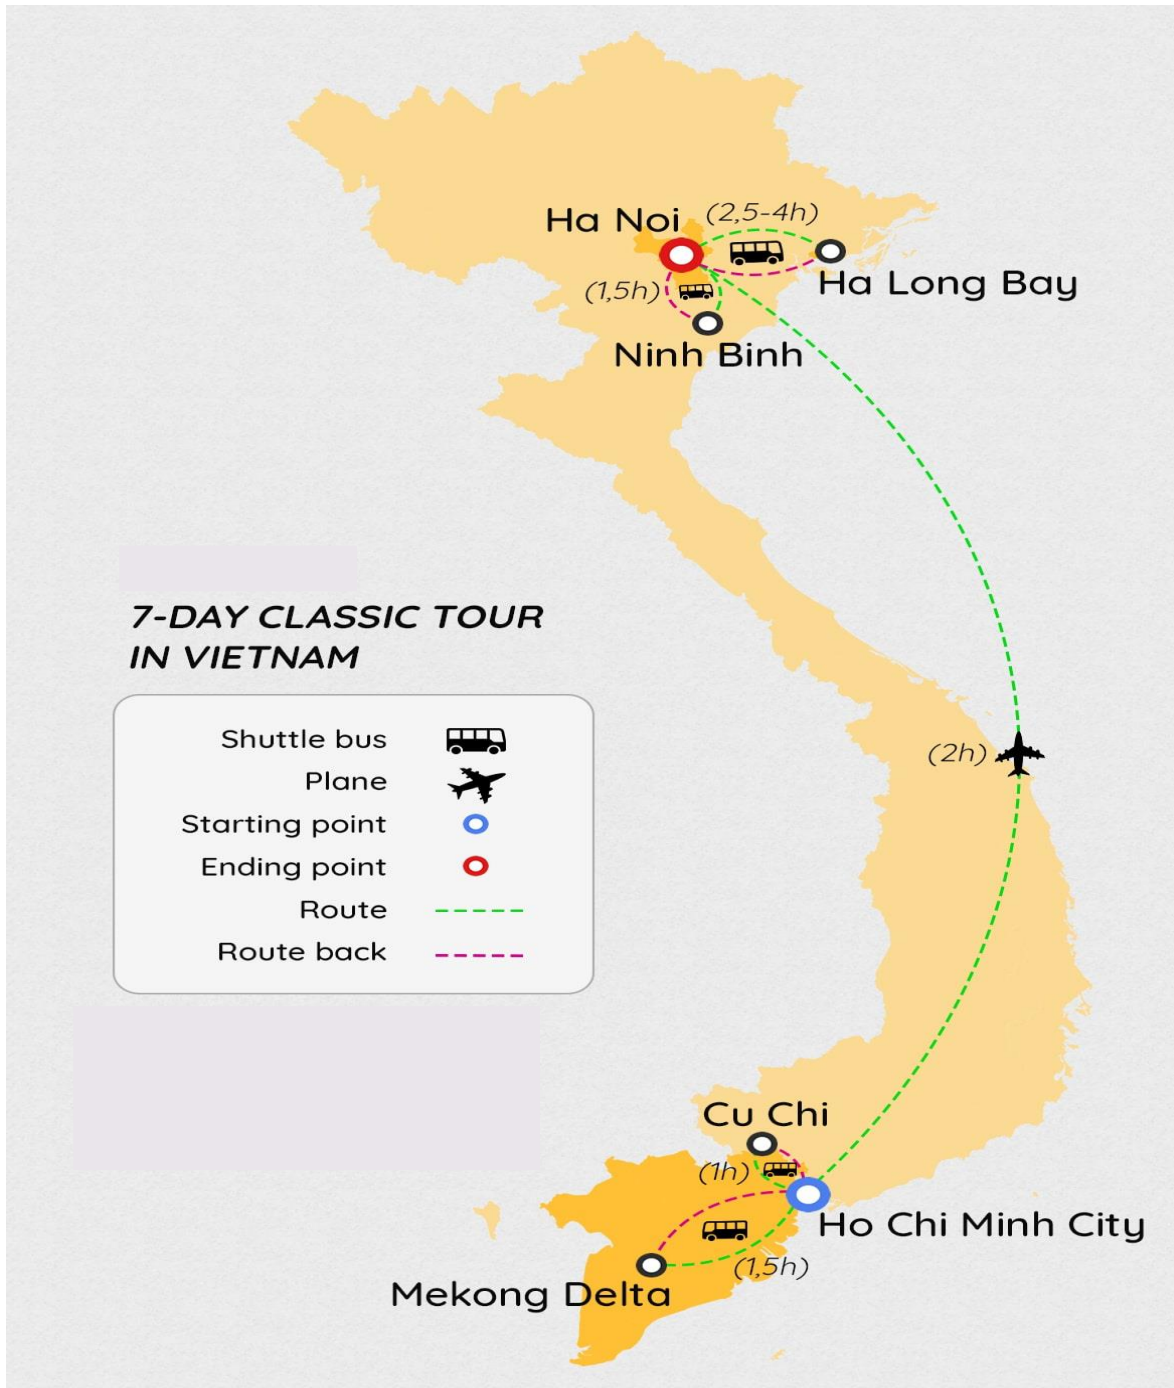 Ha Noi
(2,5-4h)
Ha Long Bay
(1,5h)
Ninh Binh
7-DAY CLASSIC TOUR
IN VIETNAM
Shuttle bus
Plane
Starting point
Ending point
Route
Route back
(2h)
Cu Chi
(1h)
Ho Chi Minh City
(1,5h)
Mekong Delta